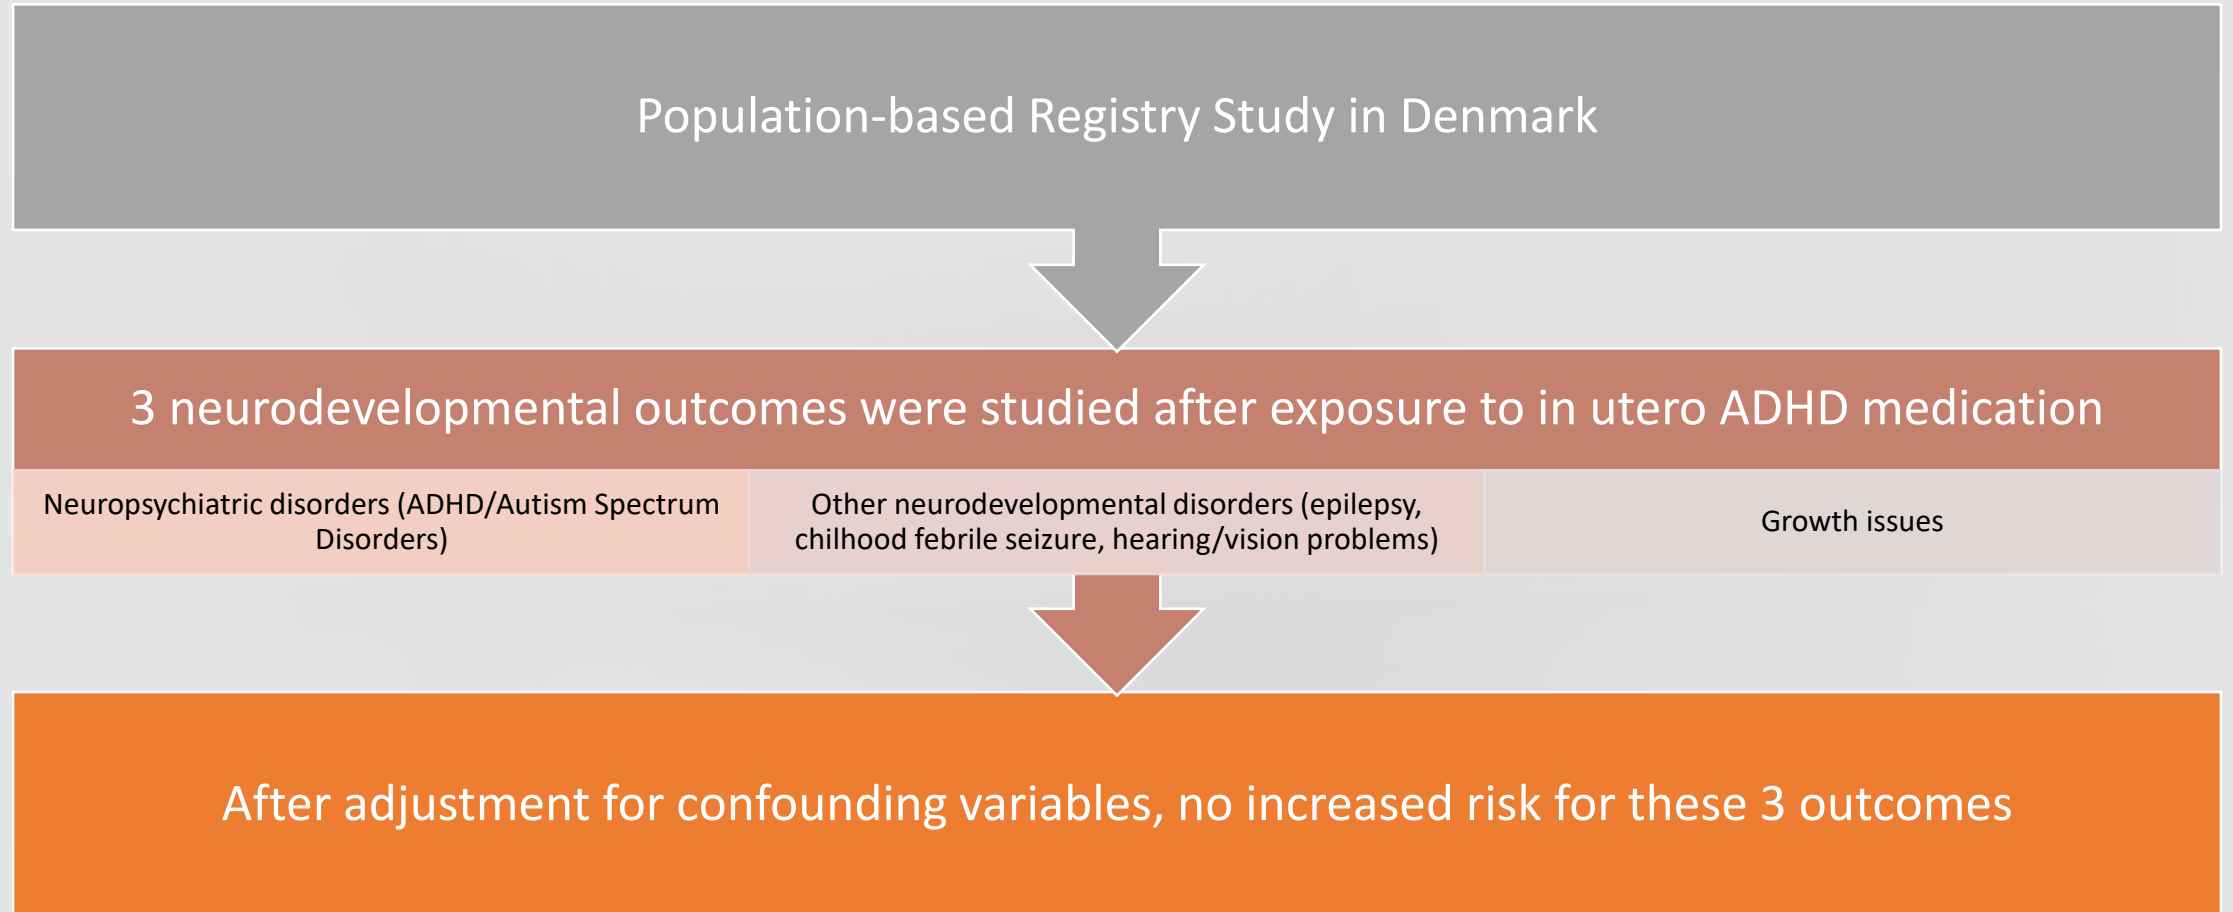 Population-based Registry Study in Denmark
3 neurodevelopmental outcomes were studied after exposure to in utero ADHD medication
Neuropsychiatric disorders (ADHD/Autism Spectrum
Disorders)
Other neurodevelopmental disorders (epilepsy,
chilhood febrile seizure, hearing/vision problems)
Growth issues
After adjustment for confounding variables, no increased risk for these 3 outcomes